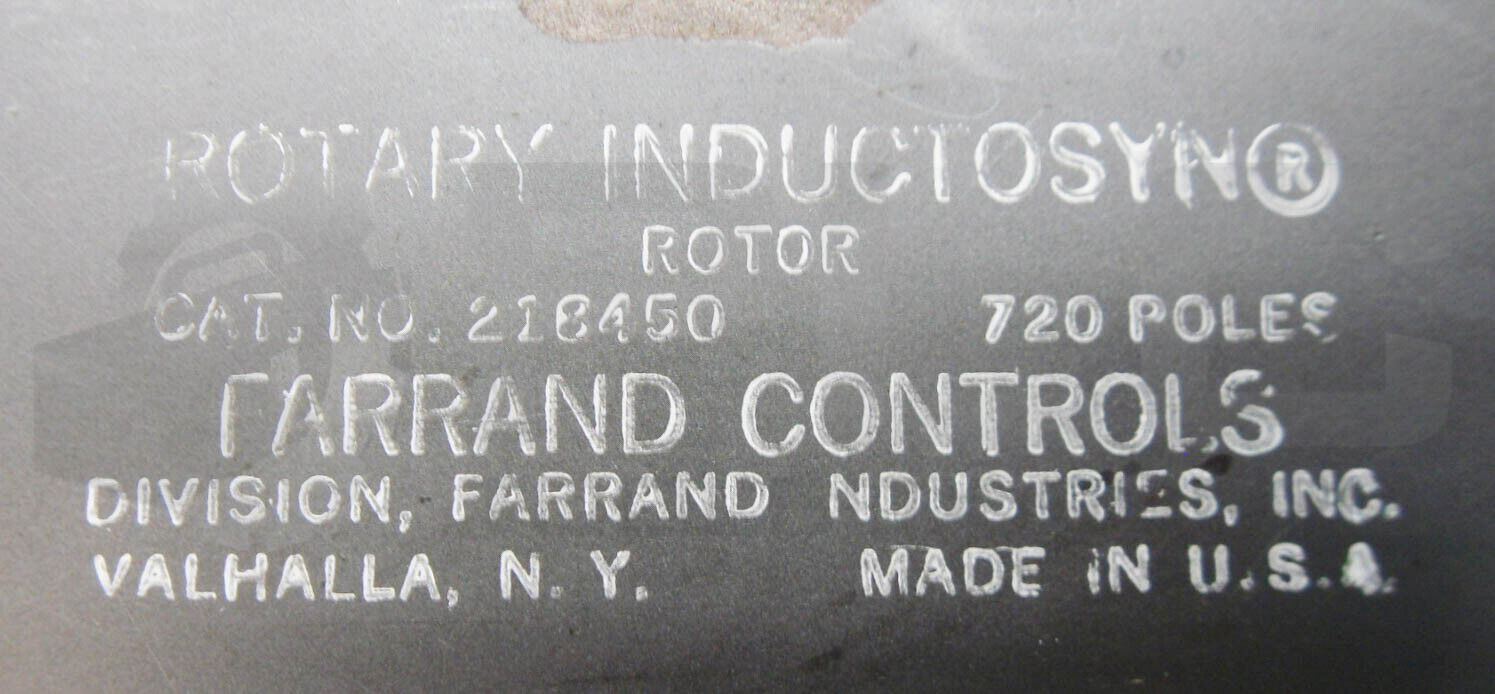 ROTARY INDUCTOSYN®
ROTOR
CAT. NO. 218450 720 POLES
FARRAND CONTROLS
DIVISION, FARRAND NDUSTRIES, INC.
VALHALLA, N. Y. MADE IN U.S.A.